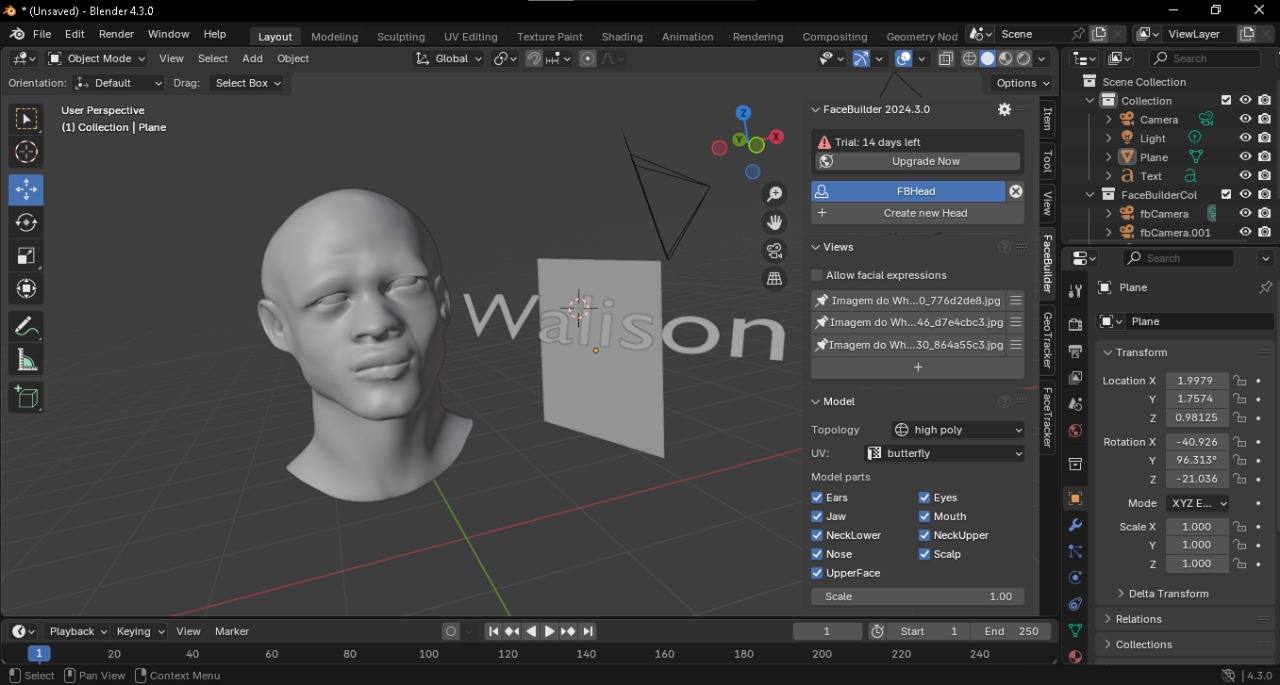 * (Unsaved) - Blender 4.3.0
File Edit Render Window Help Layout Modeling Sculpting UV Editing Texture Paint Shading Animation Rendering Compositing Geometry Nod Scene ViewLayer
Object Mode View Select Add Object Global Search
Orientation: Default Drag: Select Box Options
User Perspective
(1) Collection | Plane
Z
Y
X
Walison
FaceBuilder 2024.3.0
Trial: 14 days left
Upgrade Now
FBHead
Create new Head
Views
Allow facial expressions
Imagem do Wh...0_776d2de8.jpg
Imagem do Wh...46_d7e4cbc3.jpg
Imagem do Wh...30_864a55c3.jpg
+
Model
Topology high poly
UV: butterfly
Model parts
Ears Eyes
Jaw Mouth
NeckLower NeckUpper
Nose Scalp
UpperFace
Scale 1.00
Item
Tool
View
FaceBuilder
GeoTracker
FaceTracker
Scene Collection
Collection
Camera
Light
Plane
Text
FaceBuilderCol
fbCamera
fbCamera.001
Search
Plane
Plane
Transform
Location X 1.9979
Y 1.7574
Z 0.98125
Rotation X -40.926
Y 96.313°
Z -21.036
Mode XYZ E...
Scale X 1.000
Y 1.000
Z 1.000
Delta Transform
Relations
Collections
Playback Keying View Marker 1 Start 1 End 250
1 20 40 60 80 100 120 140 160 180 200 220 240
Select Pan View Context Menu 4.3.0